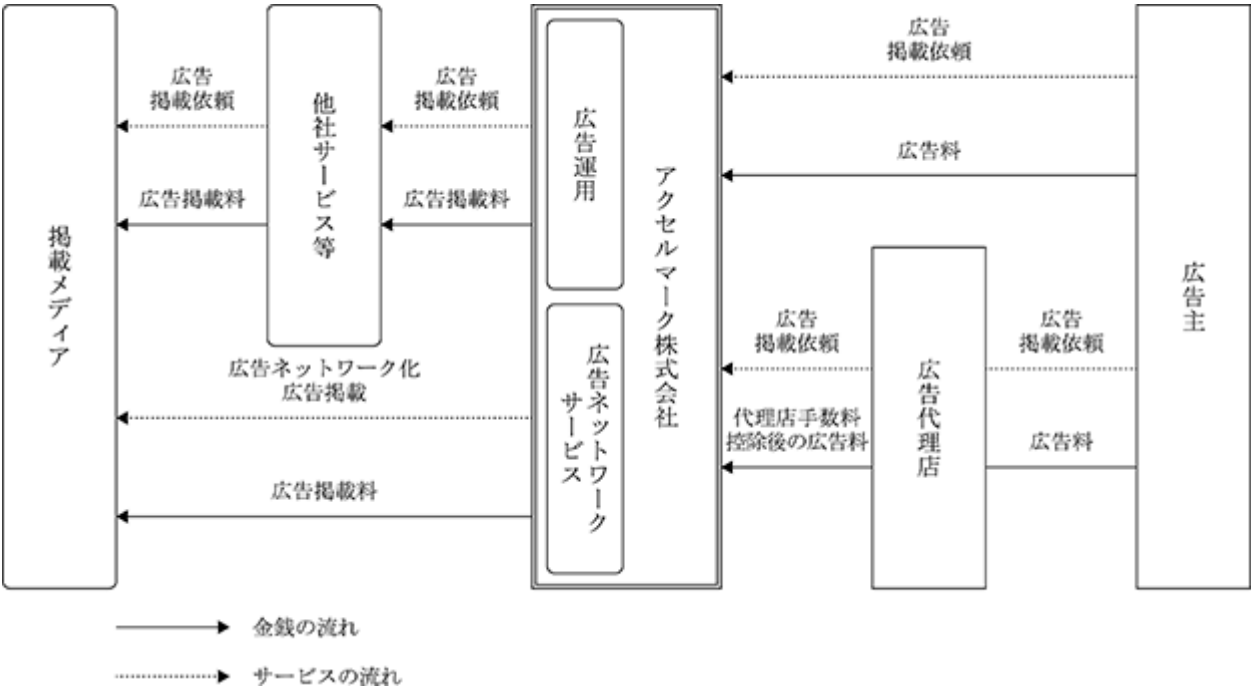 掲載メディア
広告
掲載依頼
広告掲載料
他社サービス等
広告
掲載依頼
広告掲載料
広告ネットワーク化
広告掲載
広告掲載料
広告運用
広告ネットワーク
サービス
アクセルマーク株式会社
広告
掲載依頼
広告料
広告
掲載依頼
代理店手数料
控除後の広告料
広告代理店
広告
掲載依頼
広告料
広告主
金銭の流れ
サービスの流れ